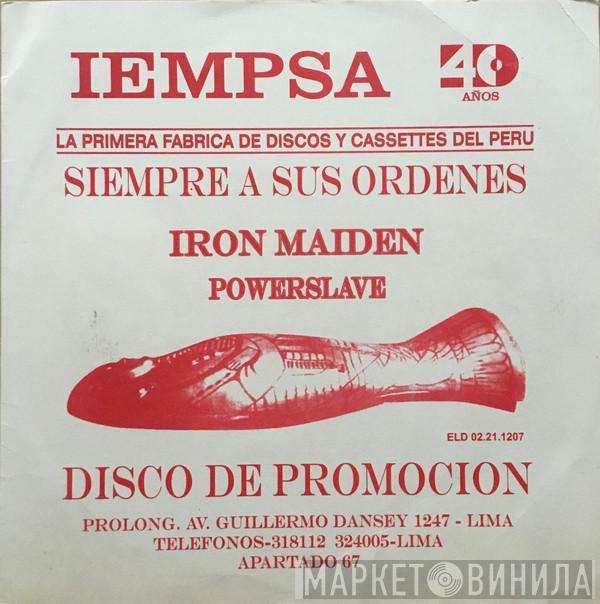 IEMPSA
40
AÑOS
LA PRIMERA FABRICA DE DISCOS Y CASSETTES DEL PERU
SIEMPRE A SUS ORDENES
IRON MAIDEN
POWERSLAVE
ELD 02.21.1207
DISCO DE PROMOCION
PROLONG. AV. GUILLERMO DANSEY 1247 - LIMA
TELEFONOS-318112 324005-LIMA
APARTADO 67
МАРКЕТ ВИНИЛА